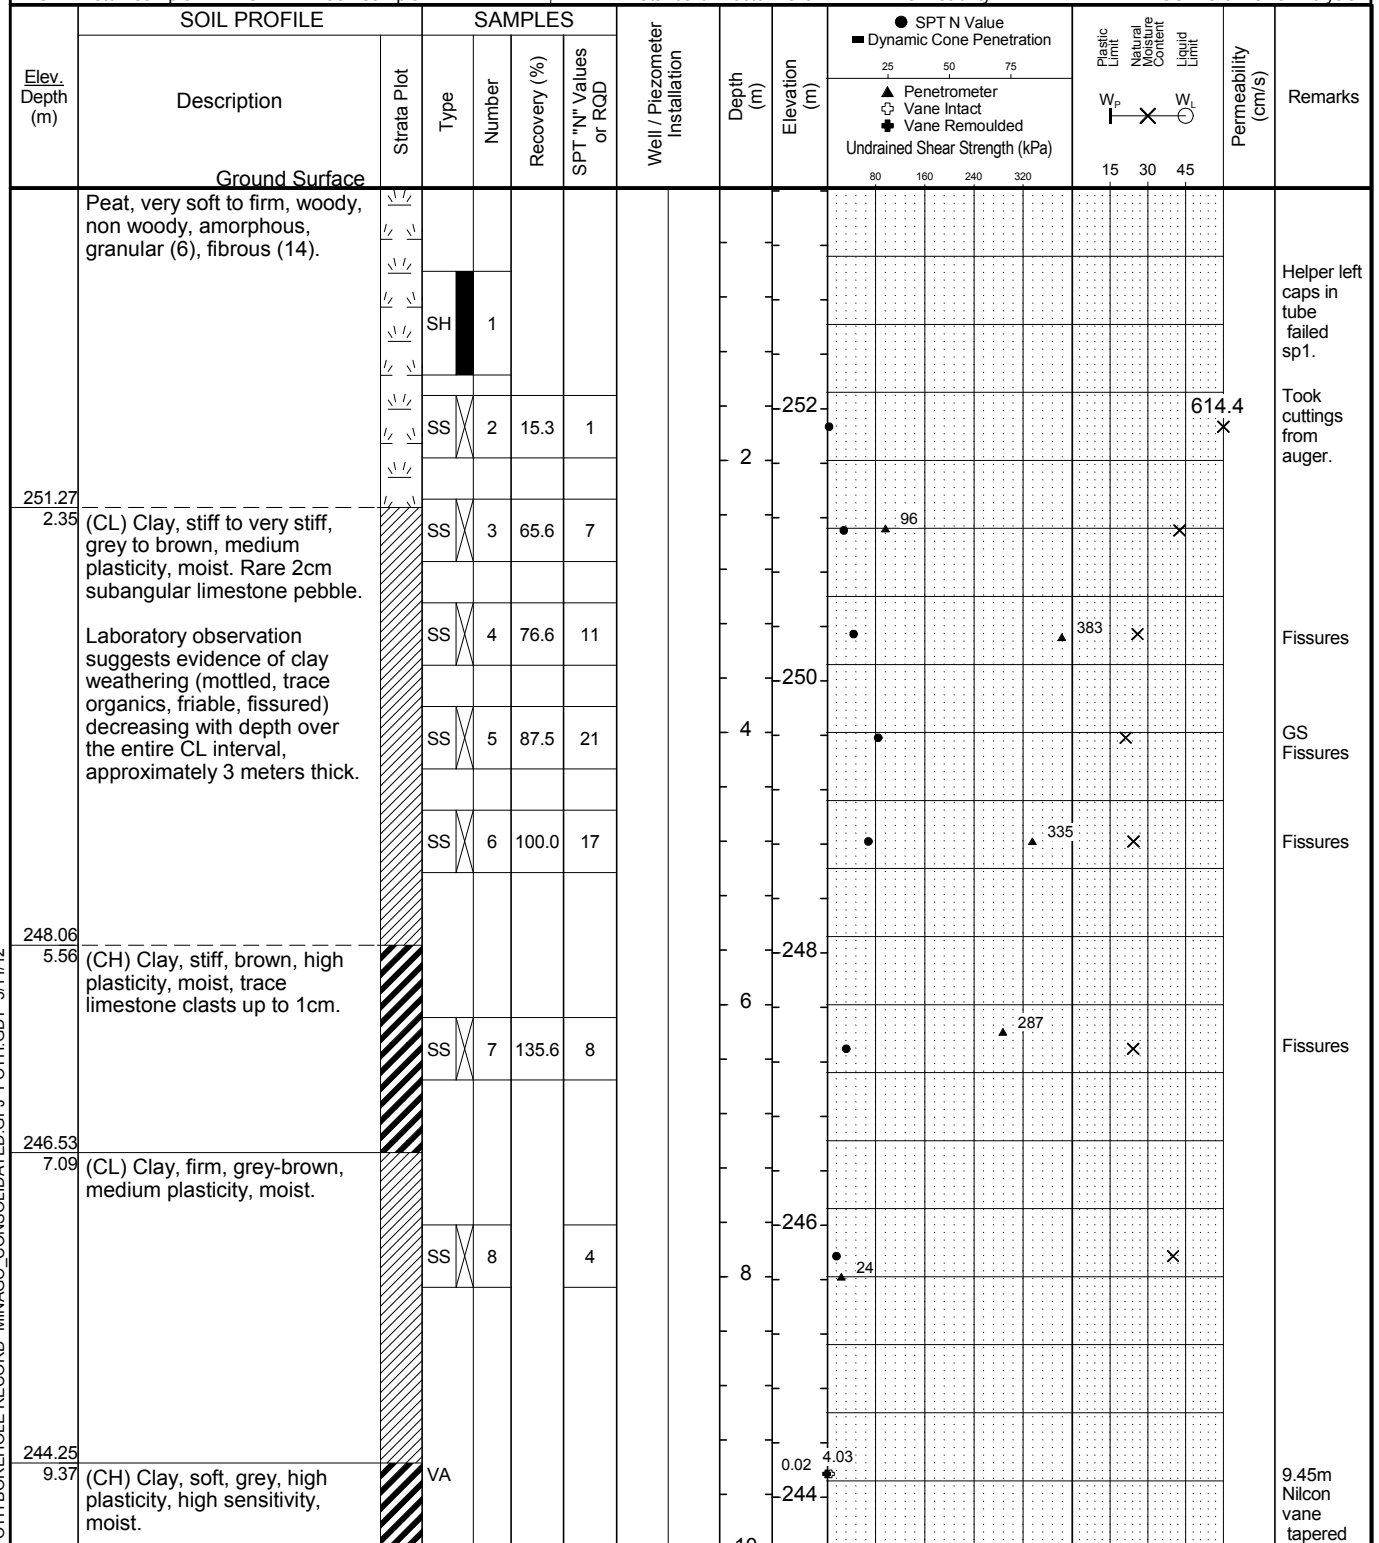 SOIL PROFILE
SAMPLES
Elev.
Depth
(m)
Description
Ground Surface
Strata Plot
Type
Number
Recovery (%)
SPT "N" Values
or RQD
Well / Piezometer
Installation
Depth
(m)
Elevation
(m)
SPT N Value
Dynamic Cone Penetration
25 50 75
Penetrometer
Vane Intact
Vane Remoulded
Undrained Shear Strength (kPa)
80 160 240 320
Plastic
Limit
Natural
Moisture
Content
Liquid
Limit
WP WL
15 30 45
Permeability
(cm/s)
Remarks
Peat, very soft to firm, woody,
non woody, amorphous,
granular (6), fibrous (14).
SH 1
Helper left
caps in
tube
failed
sp1.
SS 2 15.3 1
252
614.4
Took
cuttings
from
auger.
2
251.27
2.35
(CL) Clay, stiff to very stiff,
grey to brown, medium
plasticity, moist. Rare 2cm
subangular limestone pebble.
SS 3 65.6 7
96
Laboratory observation
suggests evidence of clay
weathering (mottled, trace
organics, friable, fissured)
decreasing with depth over
the entire CL interval,
approximately 3 meters thick.
SS 4 76.6 11
383
Fissures
250
SS 5 87.5 21
4
GS
Fissures
SS 6 100.0 17
335
Fissures
248.06
5.56
(CH) Clay, stiff, brown, high
plasticity, moist, trace
limestone clasts up to 1cm.
248
6
SS 7 135.6 8
287
Fissures
246.53
7.09
(CL) Clay, firm, grey-brown,
medium plasticity, moist.
246
SS 8 4
8
24
244.25
9.37
(CH) Clay, soft, grey, high
plasticity, high sensitivity,
moist.
VA
0.02 4.03
244
9.45m
Nilcon
vane
tapered